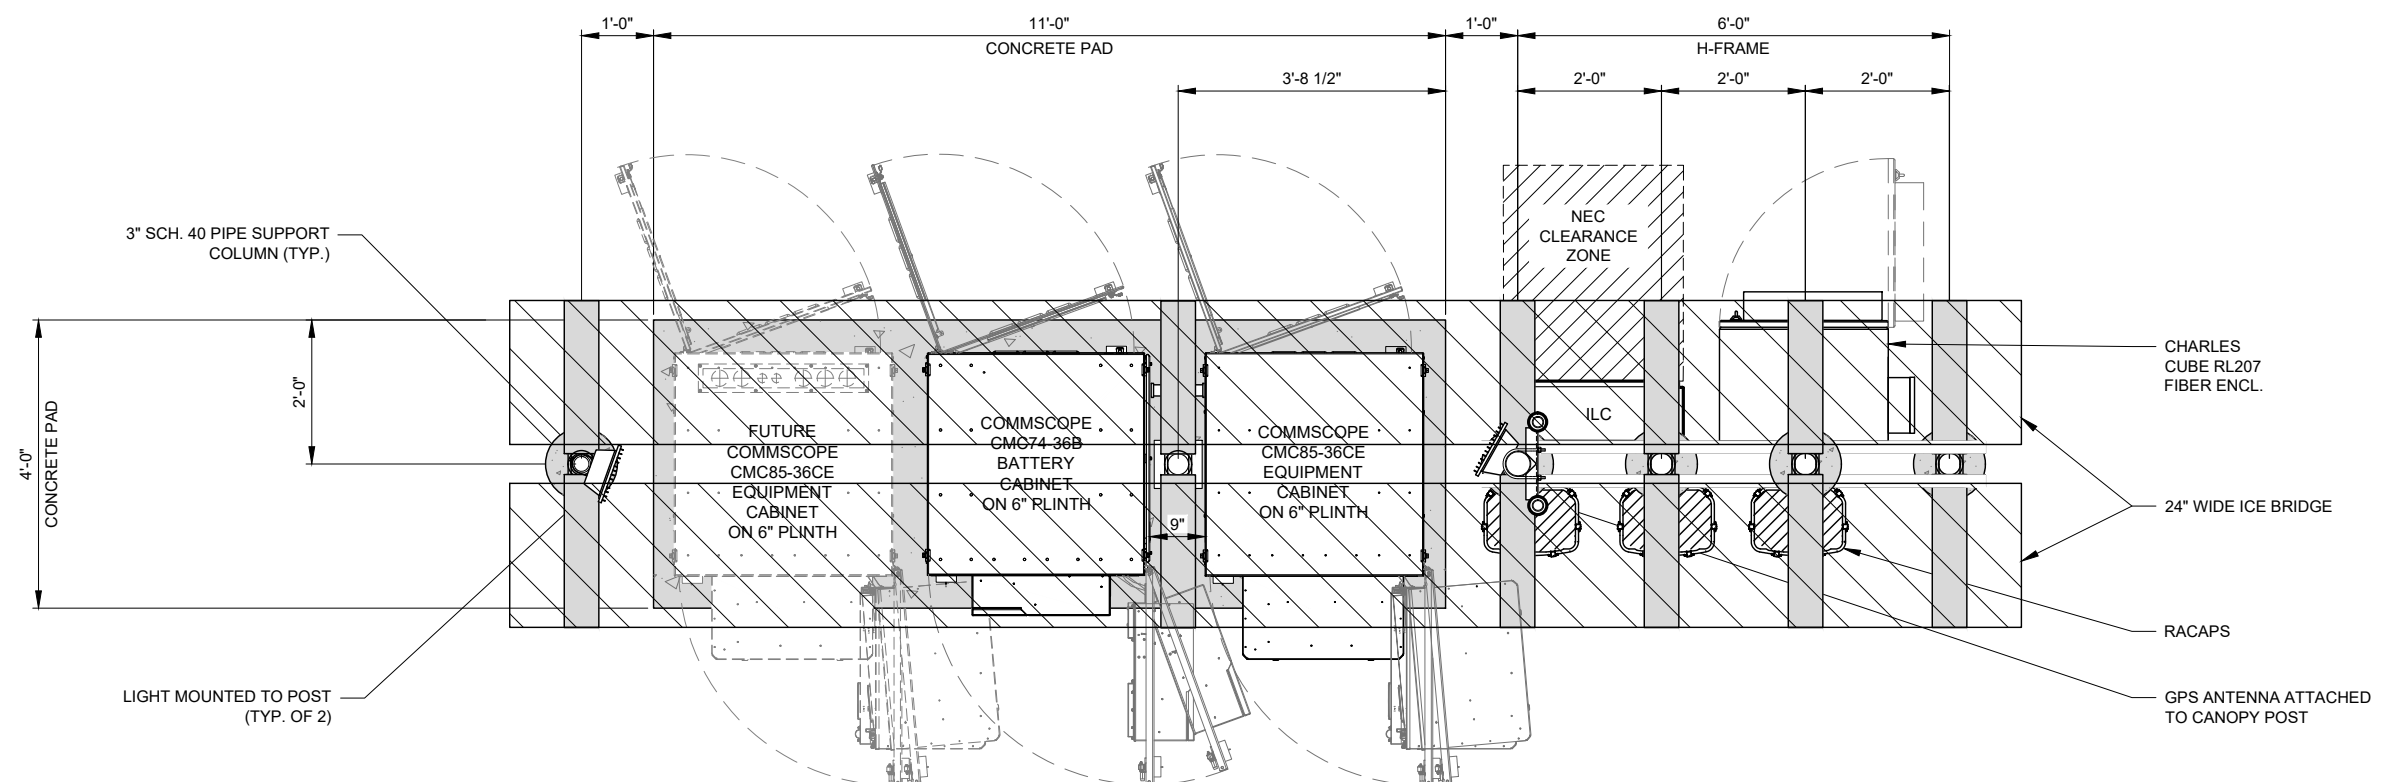 1'-0"
11'-0"
CONCRETE PAD
1'-0"
6'-0"
H-FRAME
3'-8 1/2"
2'-0"
2'-0"
2'-0"
3" SCH. 40 PIPE SUPPORT
COLUMN (TYP.)
NEC
CLEARANCE
ZONE
4'-0"
CONCRETE PAD
2'-0"
FUTURE
COMMSCOPE
CMC85-36CE
EQUIPMENT
CABINET
ON 6" PLINTH
COMMSCOPE
CMC74-36B
BATTERY
CABINET
ON 6" PLINTH
9"
COMMSCOPE
CMC85-36CE
EQUIPMENT
CABINET
ON 6" PLINTH
ILC
CHARLES
CUBE RL207
FIBER ENCL.
24" WIDE ICE BRIDGE
RACAPS
LIGHT MOUNTED TO POST
(TYP. OF 2)
GPS ANTENNA ATTACHED
TO CANOPY POST